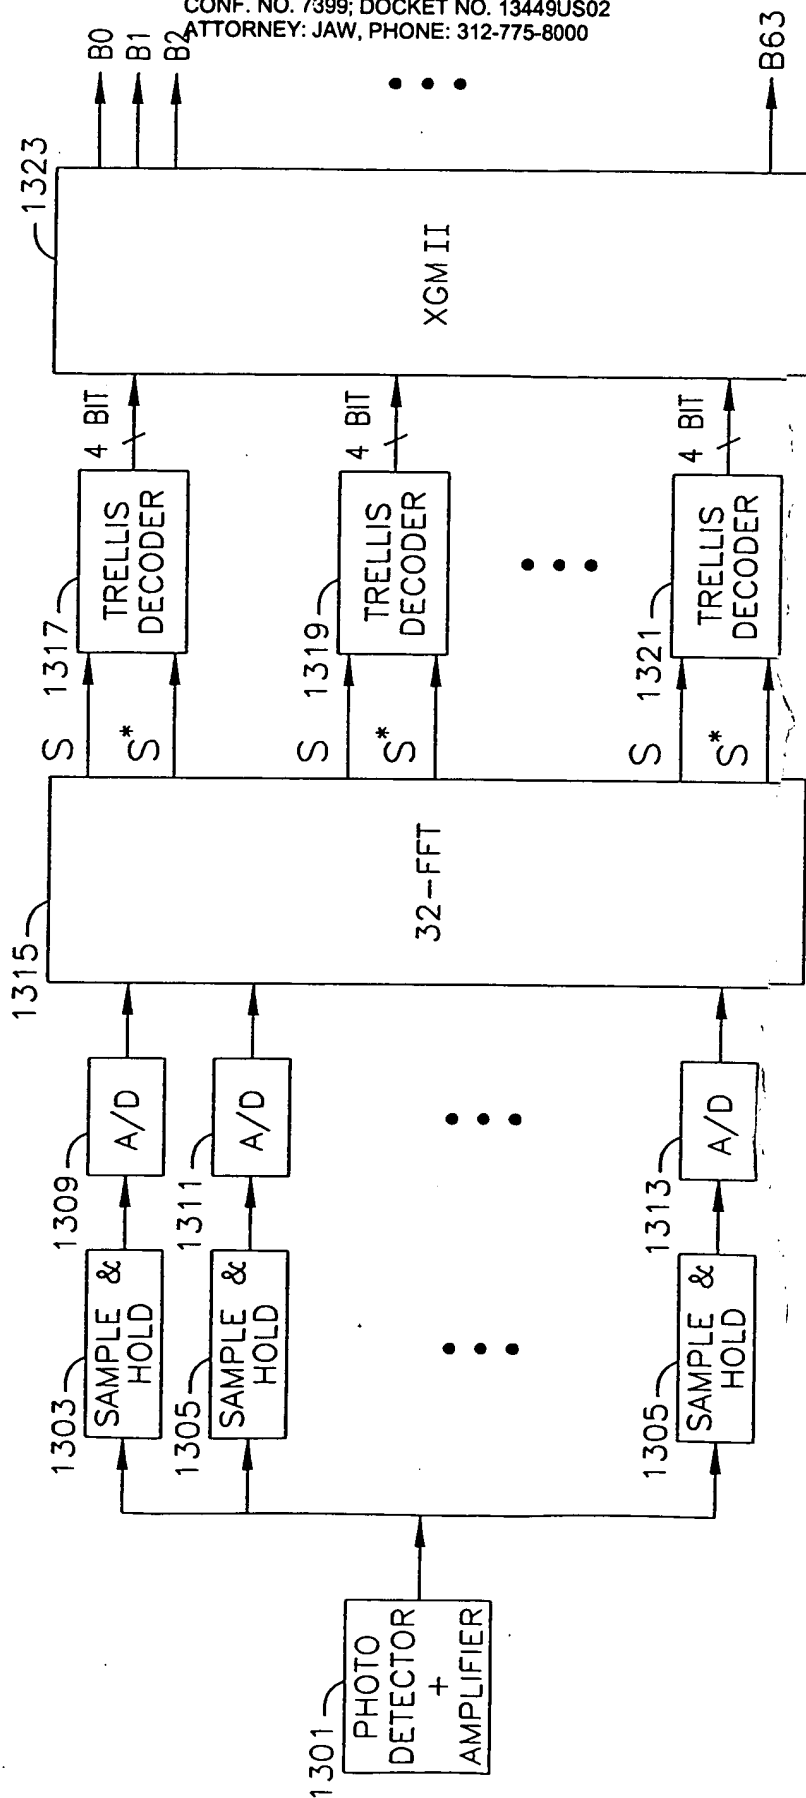 CONF. NO. 7399; DOCKET NO. 13449US02
ATTORNEY: JAW, PHONE: 312-775-8000
1301
PHOTO
DETECTOR
+
AMPLIFIER
1303
SAMPLE &
HOLD
1305
SAMPLE &
HOLD
1305
SAMPLE &
HOLD
1309
A/D
1311
A/D
1313
A/D
1315
32-FFT
S
S*
S
S*
S
S*
1317
TRELLIS
DECODER
1319
TRELLIS
DECODER
1321
TRELLIS
DECODER
4 BIT
4 BIT
4 BIT
1323
XGMII
B0
B1
B2
B63